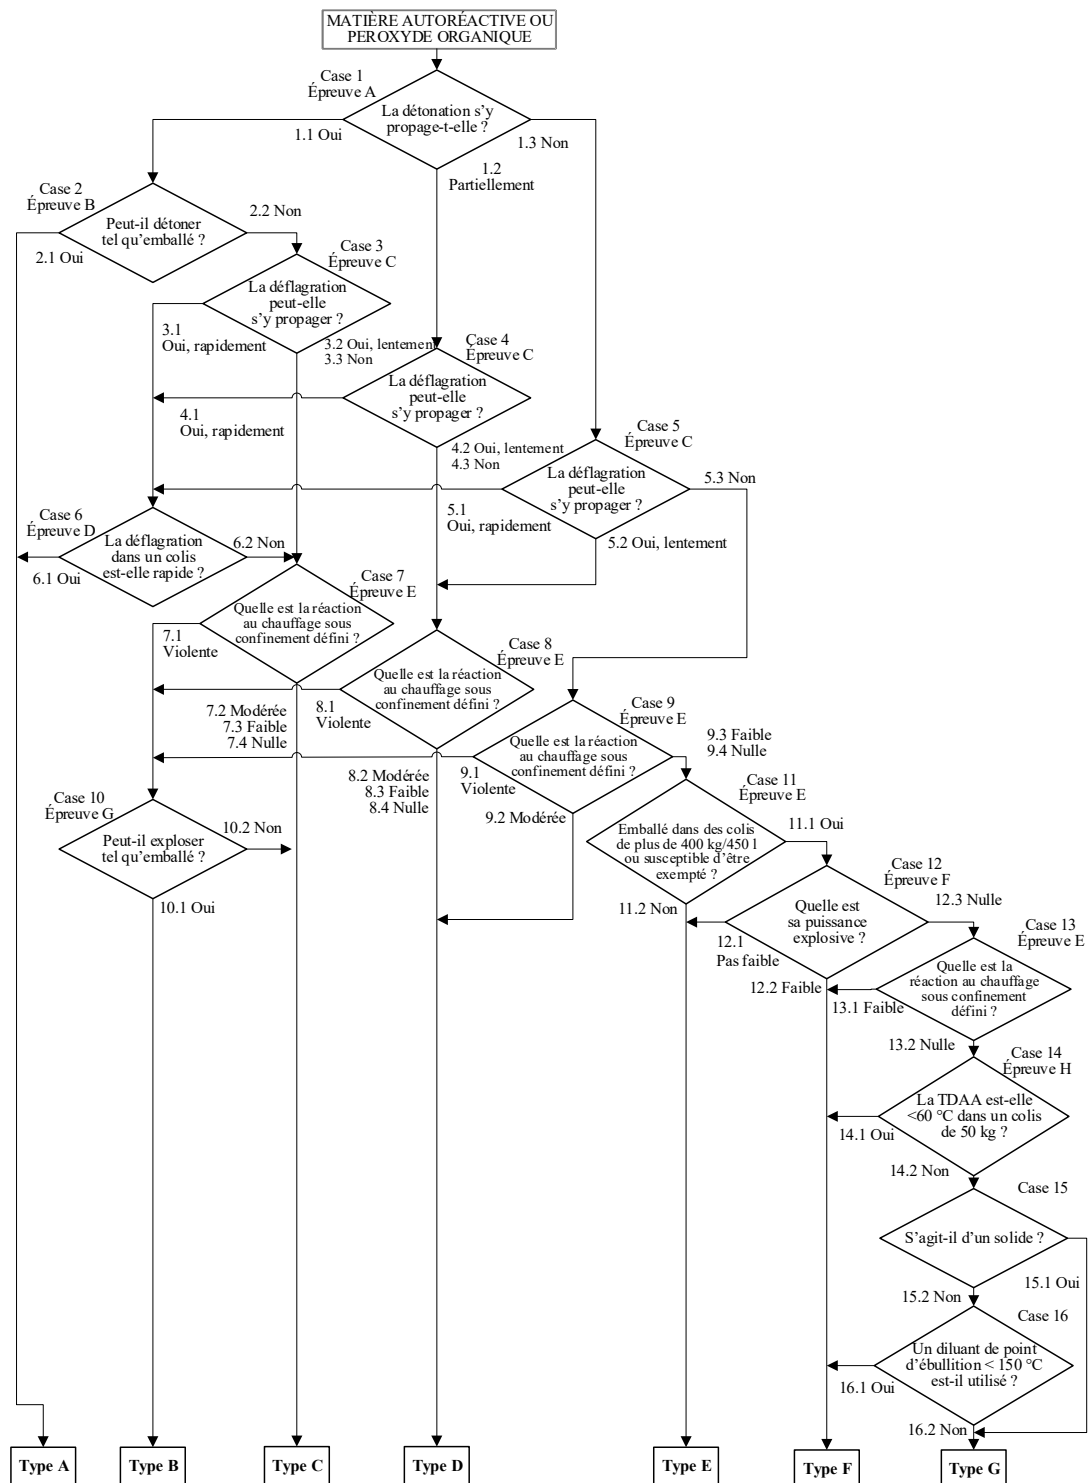 MATIÈRE AUTORÉACTIVE OU
PEROXYDE ORGANIQUE
Case 1
Épreuve A
La détonation s’y
propage-t-elle ?
1.1 Oui
1.3 Non
1.2
Partiellement
Case 2
Épreuve B
Peut-il détoner
tel qu’emballé ?
2.2 Non
2.1 Oui
Case 3
Épreuve C
La déflagration
peut-elle
s’y propager ?
3.1
Oui, rapidement
3.2 Oui, lentement
3.3 Non
Case 4
Épreuve C
La déflagration
peut-elle
s’y propager ?
4.1
Oui, rapidement
4.2 Oui, lentement
4.3 Non
Case 5
Épreuve C
La déflagration
peut-elle
s’y propager ?
5.3 Non
5.1
Oui, rapidement
5.2 Oui, lentement
Case 6
Épreuve D
La déflagration
dans un colis
est-elle rapide ?
6.2 Non
6.1 Oui
Case 7
Épreuve E
Quelle est la réaction
au chauffage sous
confinement défini ?
7.1
Violente
7.2 Modérée
7.3 Faible
7.4 Nulle
Case 8
Épreuve E
Quelle est la réaction
au chauffage sous
confinement défini ?
8.1
Violente
8.2 Modérée
8.3 Faible
8.4 Nulle
Case 9
Épreuve E
Quelle est la réaction
au chauffage sous
confinement défini ?
9.3 Faible
9.4 Nulle
9.1
Violente
9.2 Modérée
Case 10
Épreuve G
Peut-il exploser
tel qu’emballé ?
10.2 Non
10.1 Oui
Case 11
Épreuve E
Emballé dans des colis
de plus de 400 kg/450 l
ou susceptible d’être
exempté ?
11.1 Oui
11.2 Non
Case 12
Épreuve F
Quelle est
sa puissance
explosive ?
12.3 Nulle
12.1
Pas faible
12.2 Faible
Case 13
Épreuve E
Quelle est la
réaction au chauffage
sous confinement
défini ?
13.1 Faible
13.2 Nulle
Case 14
Épreuve H
La TDAA est-elle
<60 °C dans un colis
de 50 kg ?
14.1 Oui
14.2 Non
Case 15
S’agit-il d’un solide ?
15.1 Oui
15.2 Non
Case 16
Un diluant de point
d’ébullition < 150 °C
est-il utilisé ?
16.1 Oui
16.2 Non
Type A
Type B
Type C
Type D
Type E
Type F
Type G